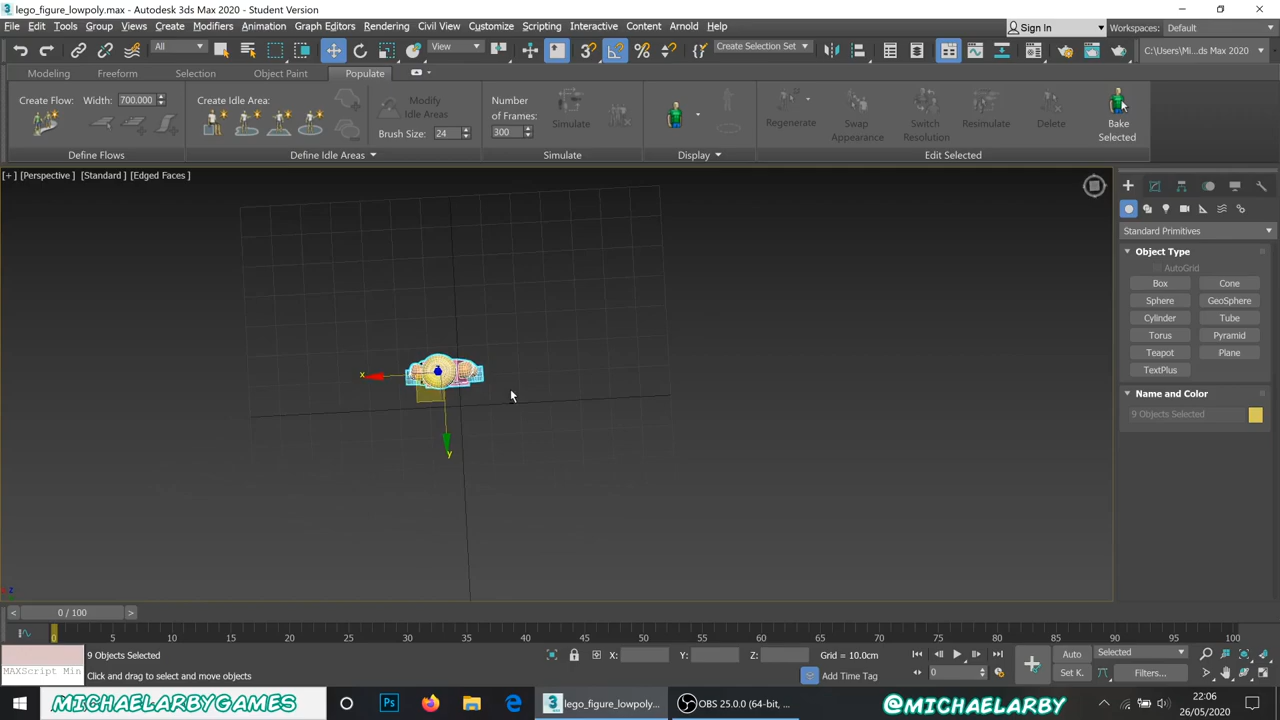 lego_figure_lowpoly.max - Autodesk 3ds Max 2020 - Student Version
File Edit Tools Group Views Create Modifiers Animation Graph Editors Rendering Civil View Customize Scripting Interactive Content Arnold Help
Sign In Workspaces: Default
All View Create Selection Set C:\Users\Mi...ds Max 2020
Modeling Freeform Selection Object Paint Populate
Create Flow: Width: 700.000
Create Idle Area:
Modify Idle Areas
Brush Size: 24
Number of Frames:
300
Simulate
Regenerate Swap Appearance Switch Resolution Resimulate Delete Bake Selected
Define Flows Define Idle Areas Simulate Display Edit Selected
[+] [Perspective] [Standard] [Edged Faces]
x
y
z
Standard Primitives
Object Type
AutoGrid
Box Cone
Sphere GeoSphere
Cylinder Tube
Torus Pyramid
Teapot Plane
TextPlus
Name and Color
9 Objects Selected
< 0 / 100 >
0 5 10 15 20 25 30 35 40 45 50 55 60 65 70 75 80 85 90 95 100
9 Objects Selected X: Y: Z: Grid = 10.0cm Auto Selected
MAXScript Min Click and drag to select and move objects Add Time Tag 0 Set K. Filters...
MICHAELARBYGAMES Ps lego_figure_lowpoly.... OBS 25.0.0 (64-bit, ... @MICHAELARBY
22:06
26/05/2020